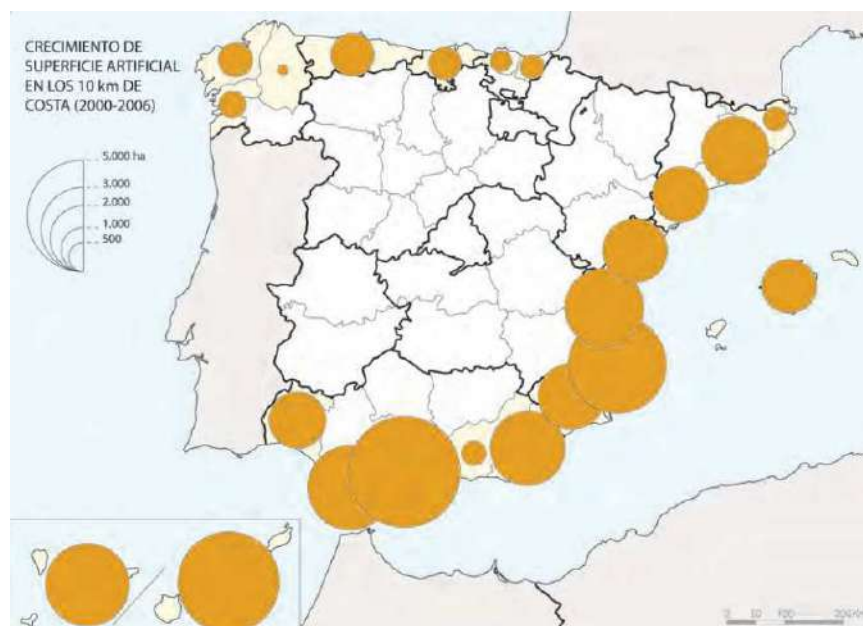 CRECIMIENTO DE
SUPERFICIE ARTIFICIAL
EN LOS 10 km DE
COSTA (2000-2006)
5.000 ha
3.000
2.000
1.000
500